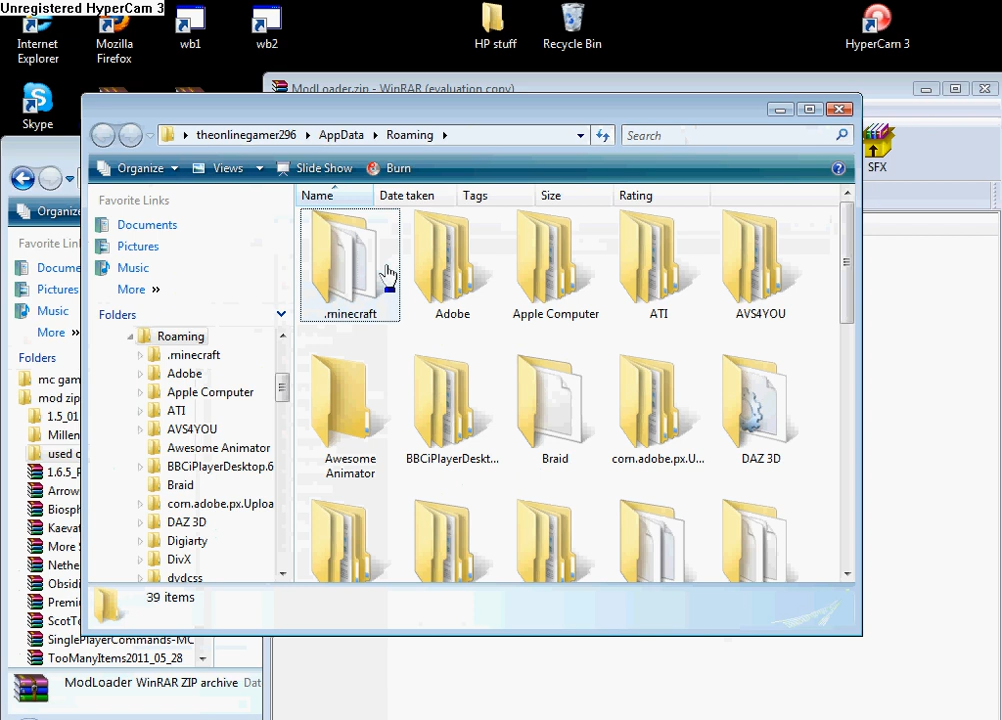 Unregistered HyperCam 3
Internet Explorer
Mozilla Firefox
wb1
wb2
HP stuff
Recycle Bin
HyperCam 3
Skype
ModLoader.zip - WinRAR (evaluation copy)
SFX
theonlinegamer296
AppData
Roaming
Search
Organize
Views
Slide Show
Burn
Favorite Links
Documents
Pictures
Music
More »
Folders
Roaming
.minecraft
Adobe
Apple Computer
ATI
AVS4YOU
Awesome Animator
BBCiPlayerDesktop.6
Braid
com.adobe.px.Uploa
DAZ 3D
Digiarty
DivX
dvdcss
Name
Date taken
Tags
Size
Rating
.minecraft
Adobe
Apple Computer
ATI
AVS4YOU
Awesome Animator
BBCiPlayerDeskt...
Braid
com.adobe.px.U...
DAZ 3D
39 items
Organize
Favorite Link
Docume
Pictures
Music
More »
Folders
mc gam
mod zip
1.5_01
Millen
used c
1.6.5_
Arrow
Biosph
Kaevat
More
Nethe
Obsidi
Premi
ScotTo
SinglePlayerCommands-MC
TooManyItems2011_05_28
ModLoader WinRAR ZIP archive
Dat